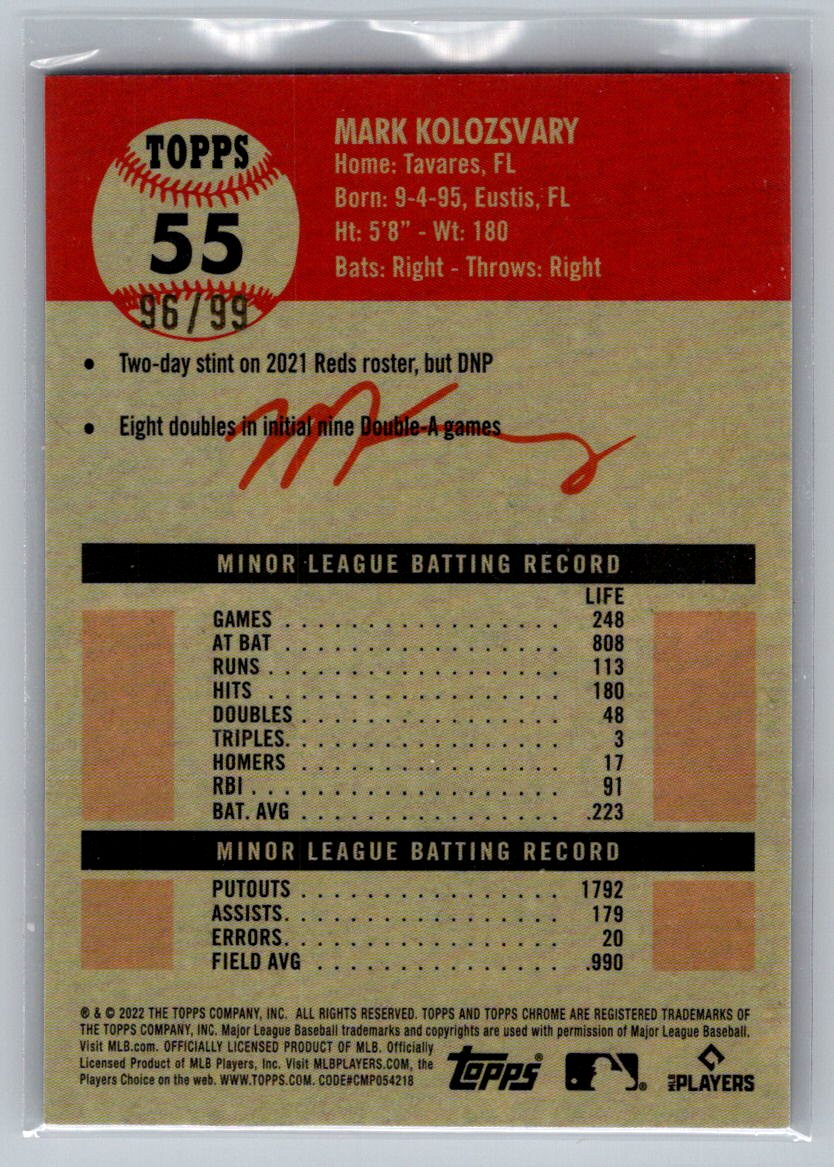 TOPPS
55
96/99
MARK KOLOZSVARY
Home: Tavares, FL
Born: 9-4-95, Eustis, FL
Ht: 5'8" - Wt: 180
Bats: Right - Throws: Right
• Two-day stint on 2021 Reds roster, but DNP
• Eight doubles in initial nine Double-A games
MINOR LEAGUE BATTING RECORD
LIFE
GAMES . . . . . . . . . . . . . . . . . 248
AT BAT . . . . . . . . . . . . . . . . . 808
RUNS . . . . . . . . . . . . . . . . . . 113
HITS . . . . . . . . . . . . . . . . . . 180
DOUBLES . . . . . . . . . . . . . . . . 48
TRIPLES. . . . . . . . . . . . . . . . . 3
HOMERS . . . . . . . . . . . . . . . . 17
RBI . . . . . . . . . . . . . . . . . . . 91
BAT. AVG . . . . . . . . . . . . . . . . .223
MINOR LEAGUE BATTING RECORD
PUTOUTS . . . . . . . . . . . . . . . . 1792
ASSISTS. . . . . . . . . . . . . . . . . 179
ERRORS. . . . . . . . . . . . . . . . . 20
FIELD AVG . . . . . . . . . . . . . . . .990
® & © 2022 THE TOPPS COMPANY, INC. ALL RIGHTS RESERVED. TOPPS AND TOPPS CHROME ARE REGISTERED TRADEMARKS OF
THE TOPPS COMPANY, INC. Major League Baseball trademarks and copyrights are used with permission of Major League Baseball.
Visit MLB.com. OFFICIALLY LICENSED PRODUCT OF MLB. Officially
Licensed Product of MLB Players, Inc. Visit MLBPLAYERS.COM, the
Players Choice on the web. WWW.TOPPS.COM. CODE#CMP054218
topps®
®
MLB PLAYERS